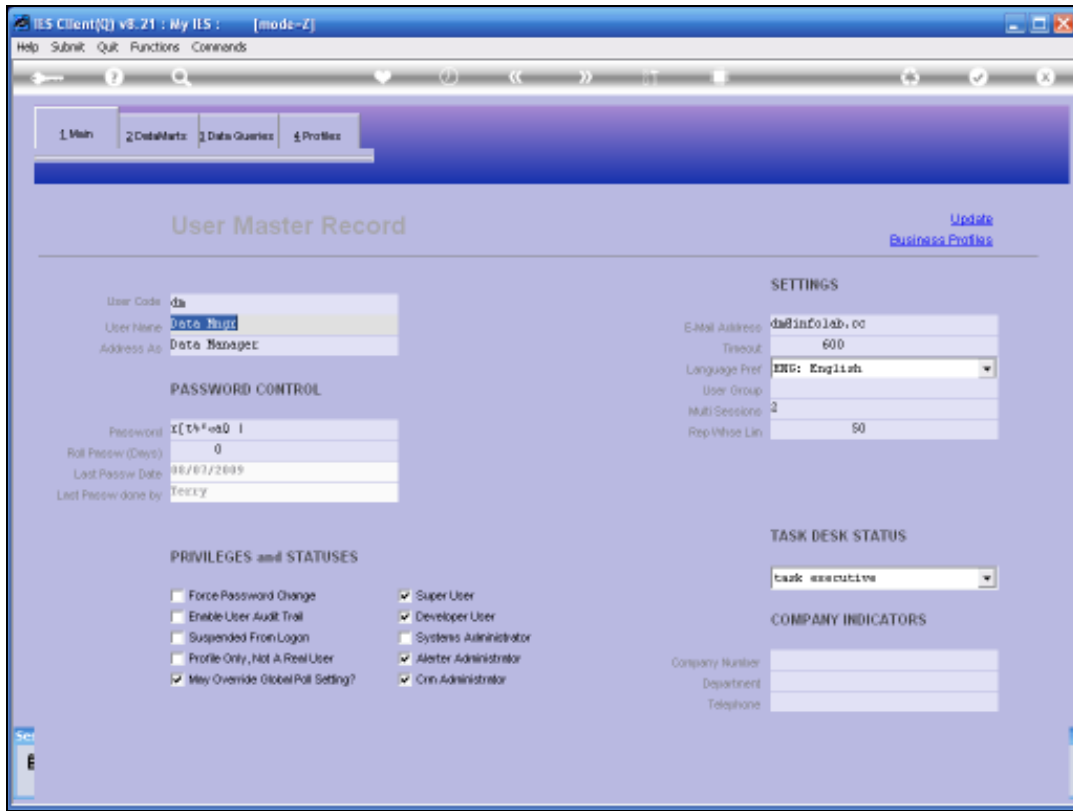 IES Client(Q) v8.21 : My IES : [mode=Z]
Help Submit Quit Functions Commands
1 Main 2 DataMarts 3 Data Queries 4 Profiles
User Master Record
Update
Business Profiles
SETTINGS
User Code dm
User Name Data Mngr
Address As Data Manager
E-Mail Address dm@infolab.cc
Timeout 600
Language Pref ENG: English
User Group
Multi Sessions 2
Rep Whse Lim 50
PASSWORD CONTROL
Password
Roll Passw (Days) 0
Last Passw Date 08/07/2009
Last Passw done by Terry
TASK DESK STATUS
task executive
PRIVILEGES and STATUSES
Force Password Change
Enable User Audit Trail
Suspended From Logon
Profile Only, Not A Real User
May Override Global Poll Setting?
Super User
Developer User
Systems Administrator
Alerter Administrator
Crm Administrator
COMPANY INDICATORS
Company Number
Department
Telephone